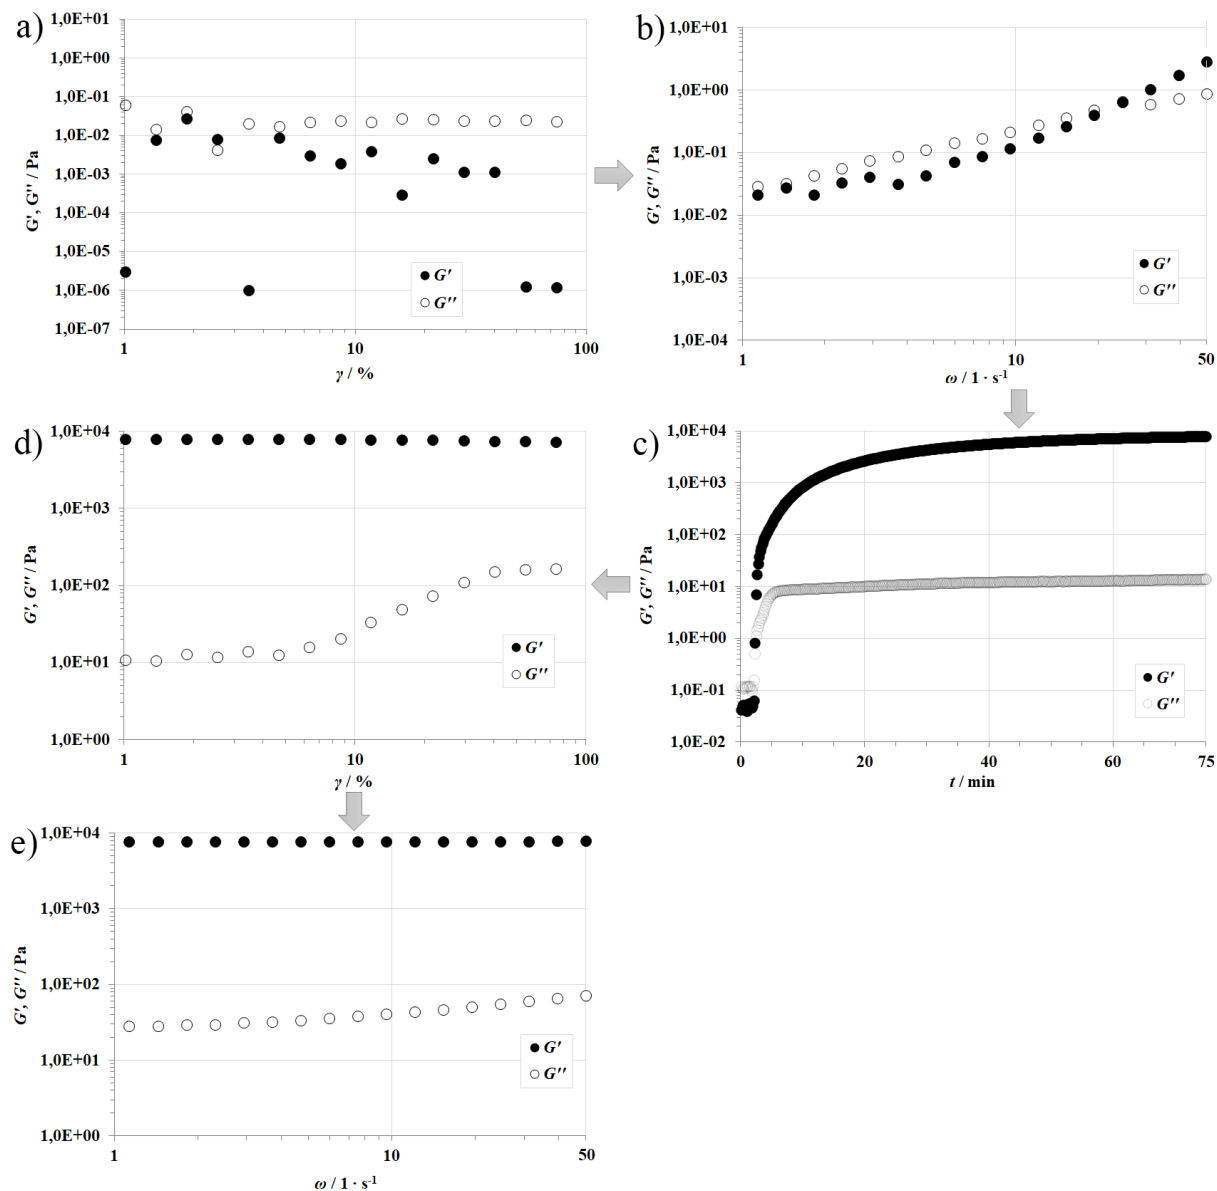 a)
1,0E+01
1,0E+00
1,0E-01
1,0E-02
1,0E-03
1,0E-04
1,0E-05
1,0E-06
1,0E-07
G', G'' / Pa
G'
G''
1
10
100
γ / %
b)
1,0E+01
1,0E+00
1,0E-01
1,0E-02
1,0E-03
1,0E-04
G', G'' / Pa
G'
G''
1
10
50
ω / 1 · s⁻¹
d)
1,0E+04
1,0E+03
1,0E+02
1,0E+01
1,0E+00
G', G'' / Pa
G'
G''
1
10
100
γ / %
c)
1,0E+04
1,0E+03
1,0E+02
1,0E+01
1,0E+00
1,0E-01
1,0E-02
G', G'' / Pa
G'
G''
0
20
40
60
75
t / min
e)
1,0E+04
1,0E+03
1,0E+02
1,0E+01
1,0E+00
G', G'' / Pa
G'
G''
1
10
50
ω / 1 · s⁻¹